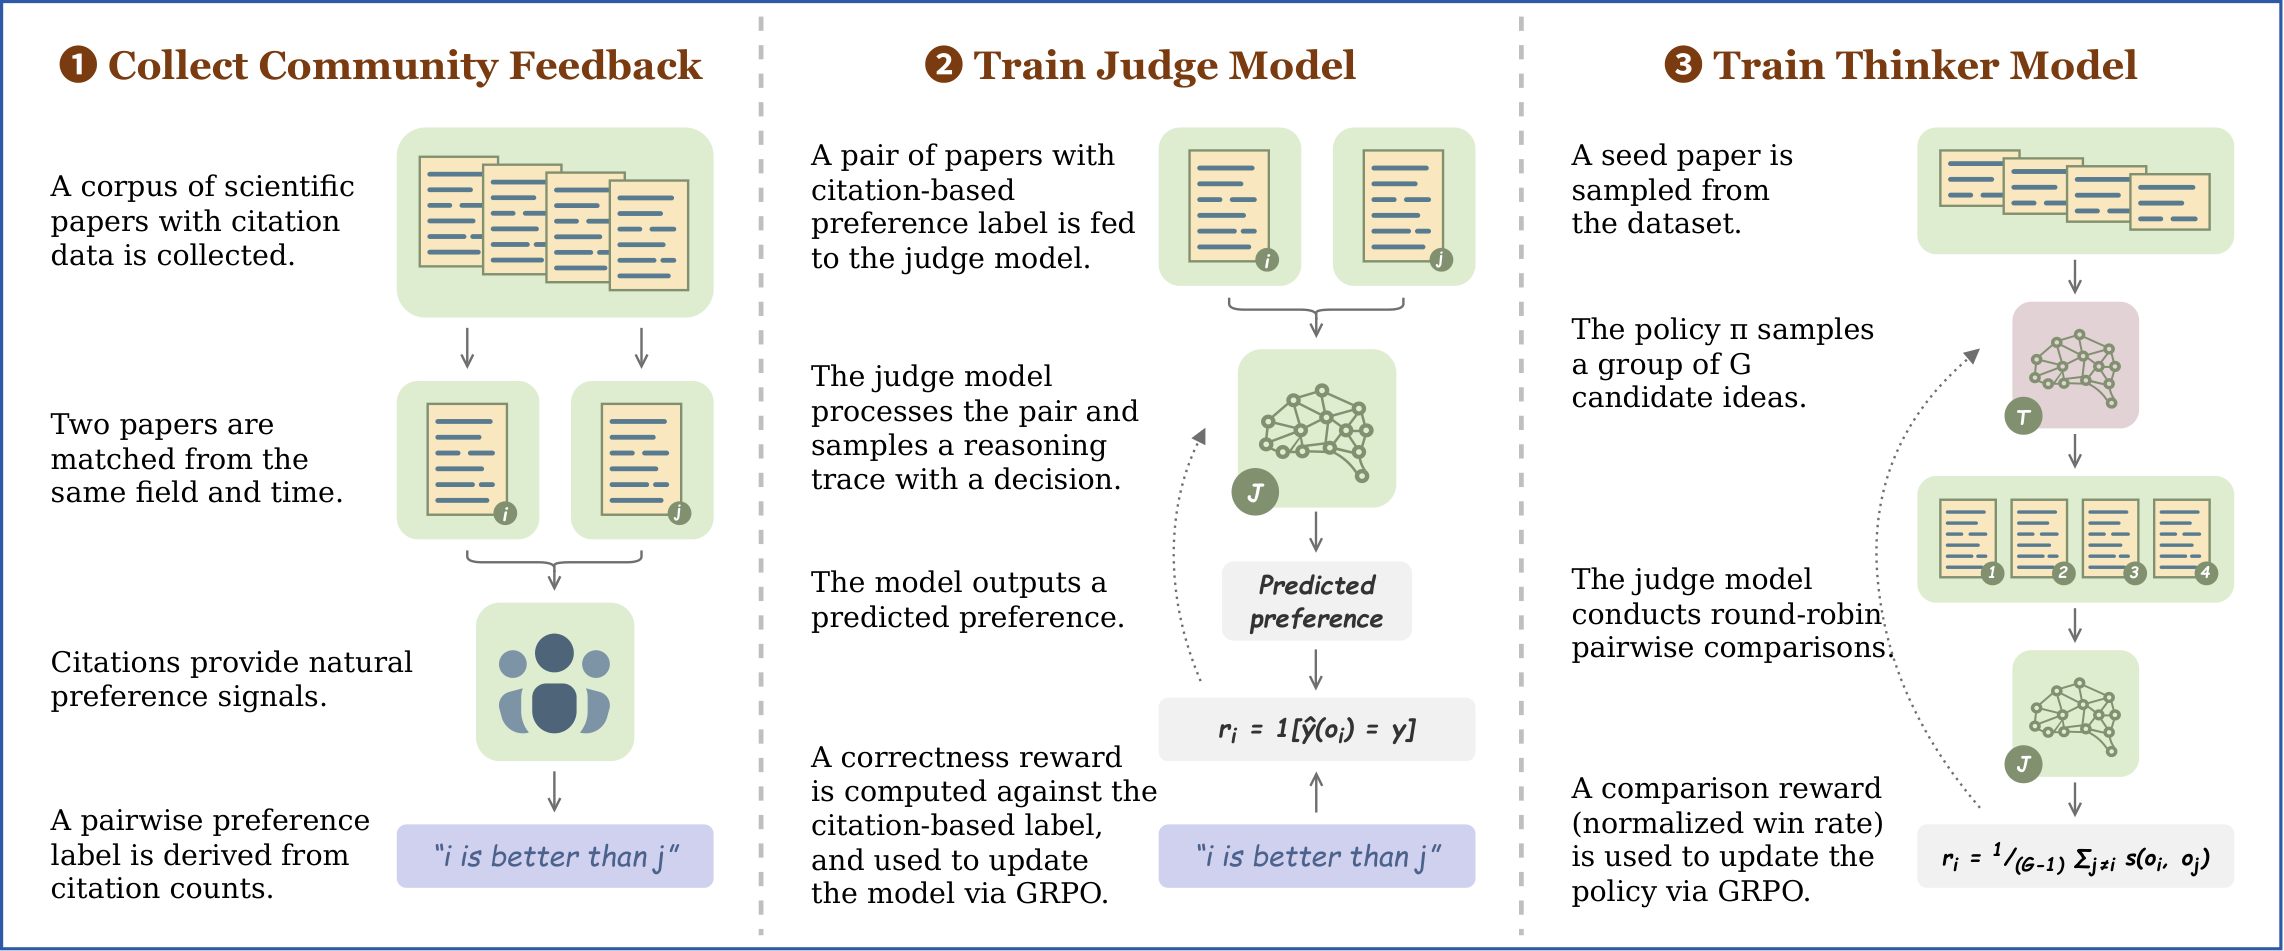 ❶ Collect Community Feedback
A corpus of scientific
papers with citation
data is collected.
Two papers are
matched from the
same field and time.
i
j
Citations provide natural
preference signals.
A pairwise preference
label is derived from
citation counts.
“i is better than j”
❷ Train Judge Model
A pair of papers with
citation-based
preference label is fed
to the judge model.
i
j
The judge model
processes the pair and
samples a reasoning
trace with a decision.
J
The model outputs a
predicted preference.
Predicted
preference
rᵢ = 1[ŷ(oᵢ) = y]
A correctness reward
is computed against the
citation-based label,
and used to update
the model via GRPO.
“i is better than j”
❸ Train Thinker Model
A seed paper is
sampled from
the dataset.
The policy π samples
a group of G
candidate ideas.
T
1 2 3 4
The judge model
conducts round-robin
pairwise comparisons.
J
A comparison reward
(normalized win rate)
is used to update the
policy via GRPO.
rᵢ = ¹/₍G₋₁₎ Σⱼ≠ᵢ s(oᵢ, oⱼ)